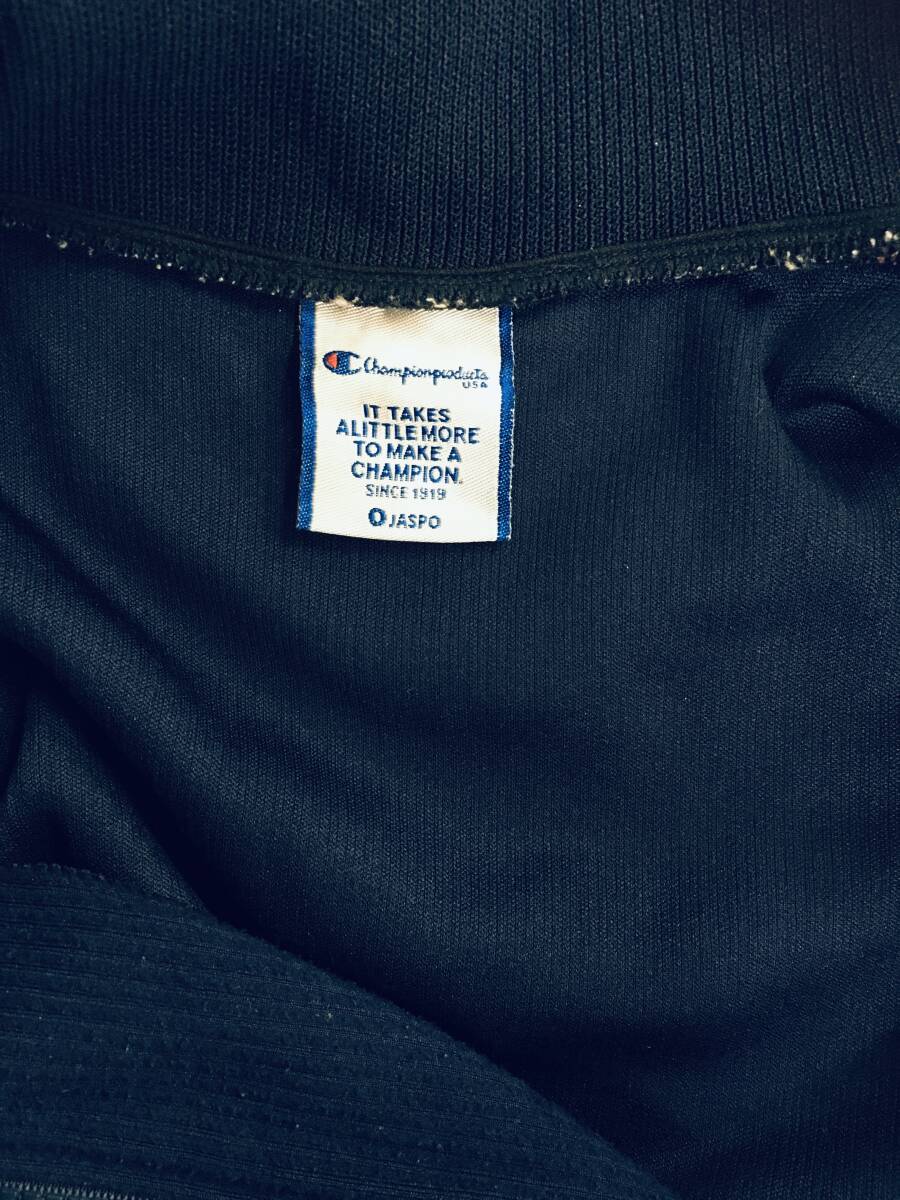 Championproducts
USA
IT TAKES
ALITTLE MORE
TO MAKE A
CHAMPION.
SINCE 1919
O JASPO